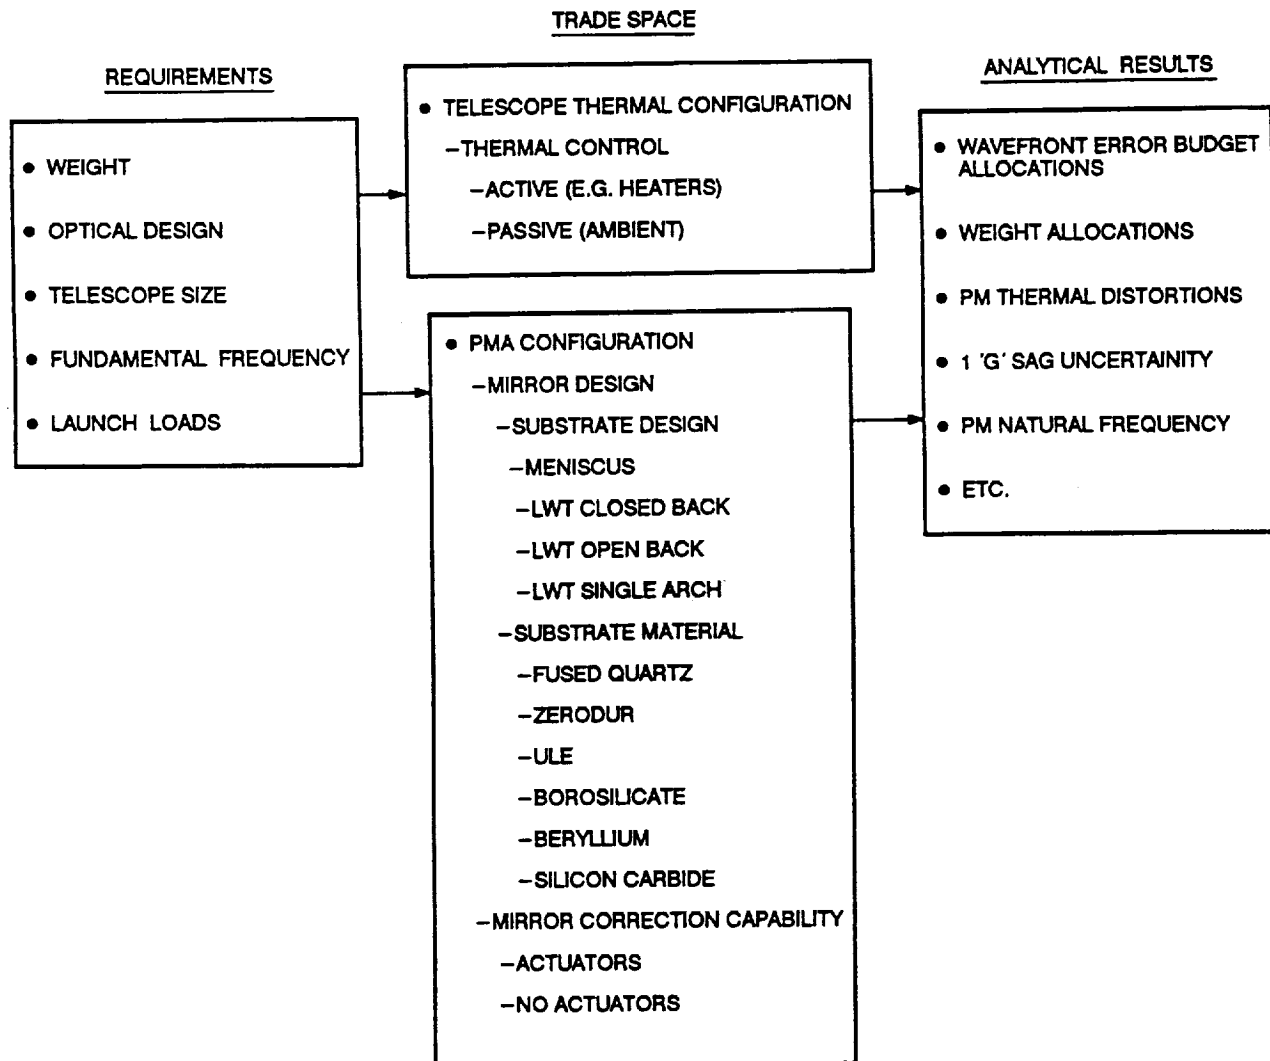 TRADE SPACE
REQUIREMENTS
● WEIGHT
● OPTICAL DESIGN
● TELESCOPE SIZE
● FUNDAMENTAL FREQUENCY
● LAUNCH LOADS
● TELESCOPE THERMAL CONFIGURATION
–THERMAL CONTROL
–ACTIVE (E.G. HEATERS)
–PASSIVE (AMBIENT)
● PMA CONFIGURATION
–MIRROR DESIGN
–SUBSTRATE DESIGN
–MENISCUS
–LWT CLOSED BACK
–LWT OPEN BACK
–LWT SINGLE ARCH
–SUBSTRATE MATERIAL
–FUSED QUARTZ
–ZERODUR
–ULE
–BOROSILICATE
–BERYLLIUM
–SILICON CARBIDE
–MIRROR CORRECTION CAPABILITY
–ACTUATORS
–NO ACTUATORS
ANALYTICAL RESULTS
● WAVEFRONT ERROR BUDGET
ALLOCATIONS
● WEIGHT ALLOCATIONS
● PM THERMAL DISTORTIONS
● 1 'G' SAG UNCERTAINITY
● PM NATURAL FREQUENCY
● ETC.